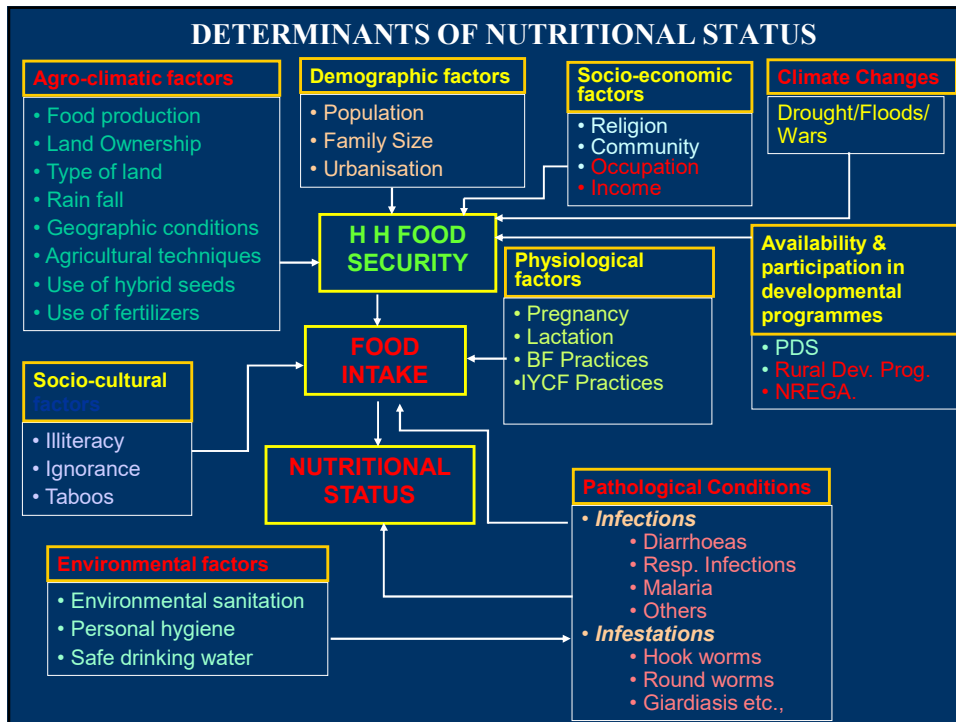 DETERMINANTS OF NUTRITIONAL STATUS
Agro-climatic factors
• Food production
• Land Ownership
• Type of land
• Rain fall
• Geographic conditions
• Agricultural techniques
• Use of hybrid seeds
• Use of fertilizers
Demographic factors
• Population
• Family Size
• Urbanisation
Socio-economic
factors
• Religion
• Community
• Occupation
• Income
Climate Changes
Drought/Floods/
Wars
H H FOOD
SECURITY
Physiological
factors
• Pregnancy
• Lactation
• BF Practices
•IYCF Practices
Availability &
participation in
developmental
programmes
• PDS
• Rural Dev. Prog.
• NREGA.
FOOD
INTAKE
Socio-cultural
factors
• Illiteracy
• Ignorance
• Taboos
NUTRITIONAL
STATUS
Pathological Conditions
• Infections
• Diarrhoeas
• Resp. Infections
• Malaria
• Others
• Infestations
• Hook worms
• Round worms
• Giardiasis etc.,
Environmental factors
• Environmental sanitation
• Personal hygiene
• Safe drinking water